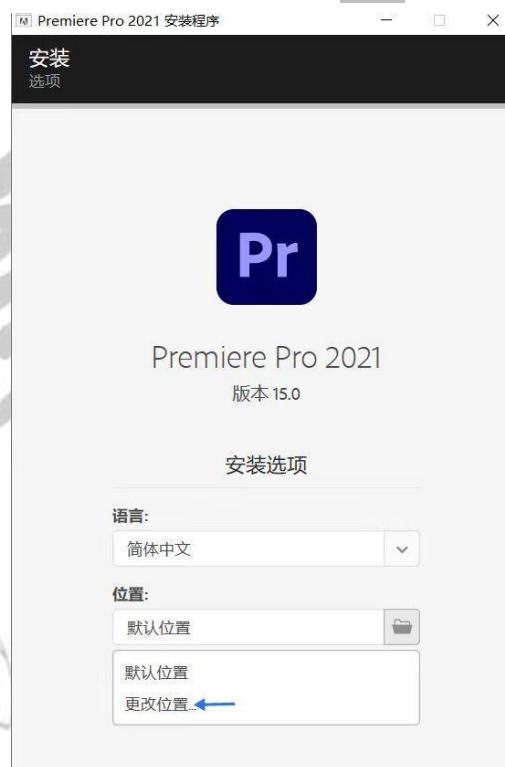 Premiere Pro 2021 安装程序
安装
选项
Pr
Premiere Pro 2021
版本 15.0
安装选项
语言:
简体中文
位置:
默认位置
默认位置
更改位置...